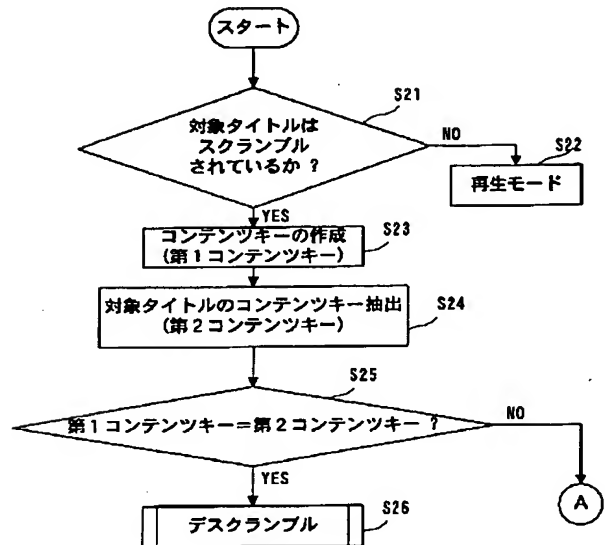 スタート
S21
対象タイトルは
スクランブル
されているか ?
NO
S22
再生モード
YES
S23
コンテンツキーの作成
(第1コンテンツキー)
対象タイトルのコンテンツキー抽出
(第2コンテンツキー)
S24
S25
第1コンテンツキー=第2コンテンツキー ?
NO
YES
A
S26
デスクランブル